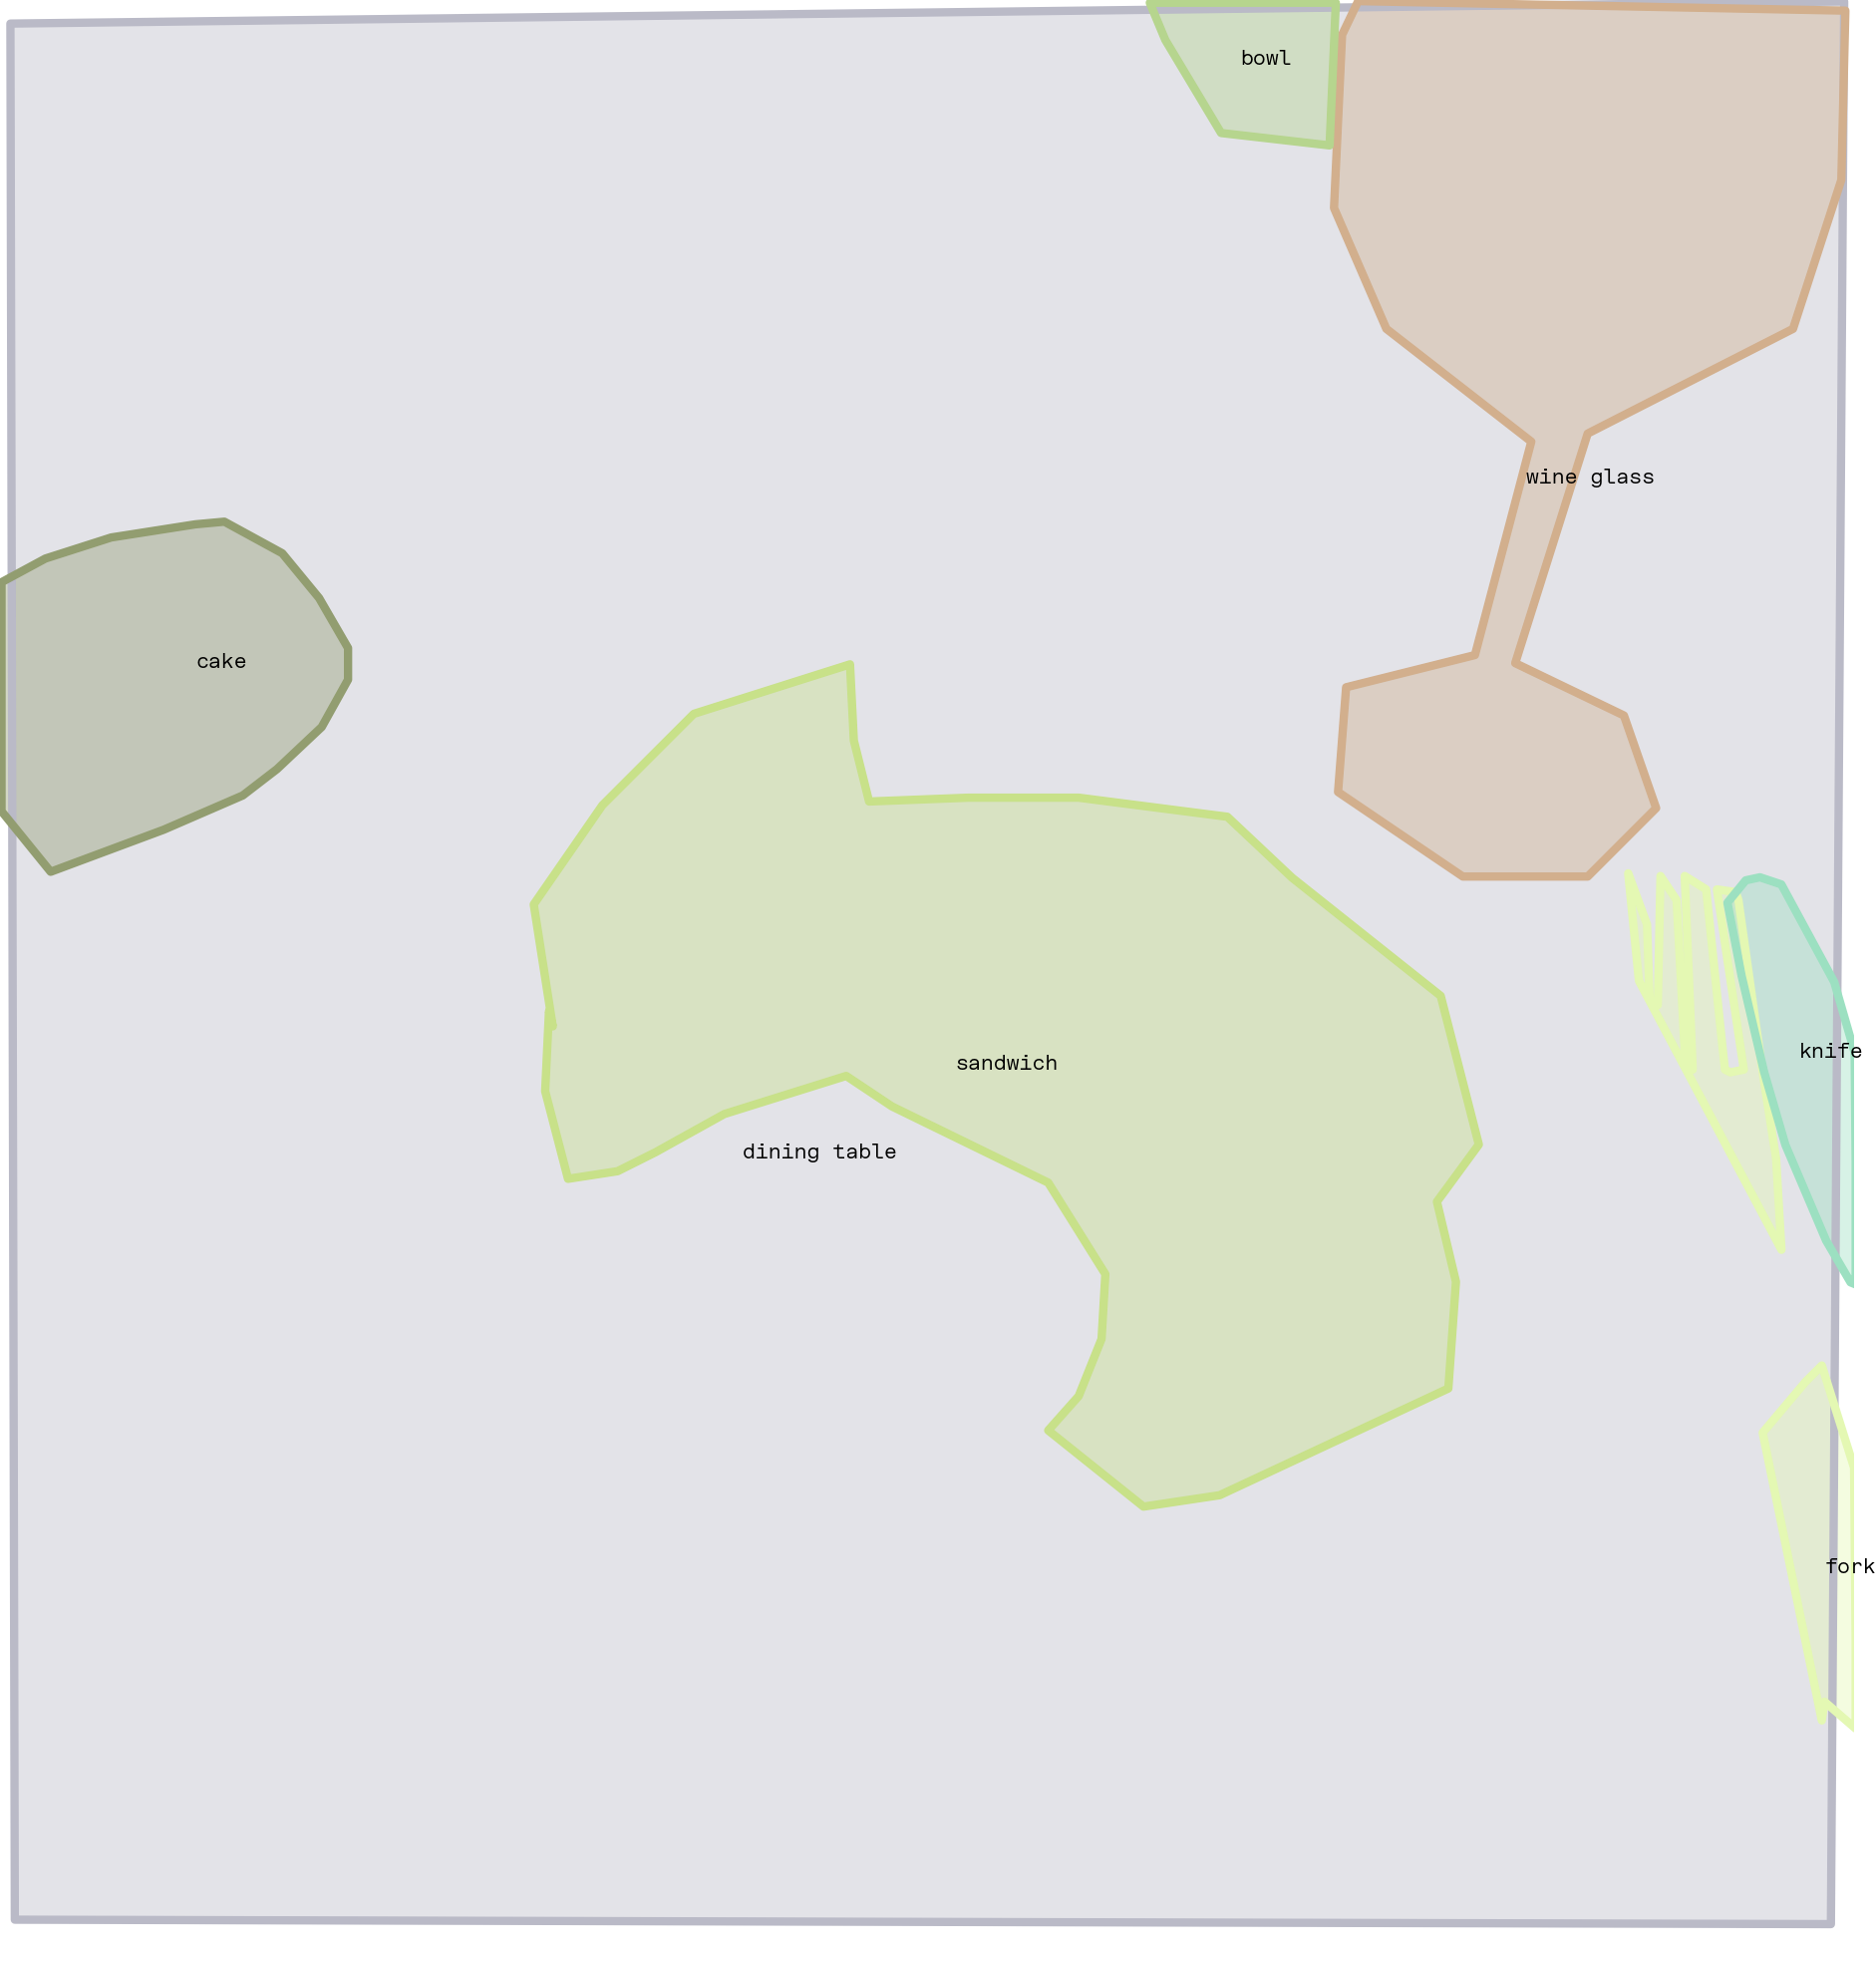 bowl
wine glass
cake
knife
sandwich
dining table
fork